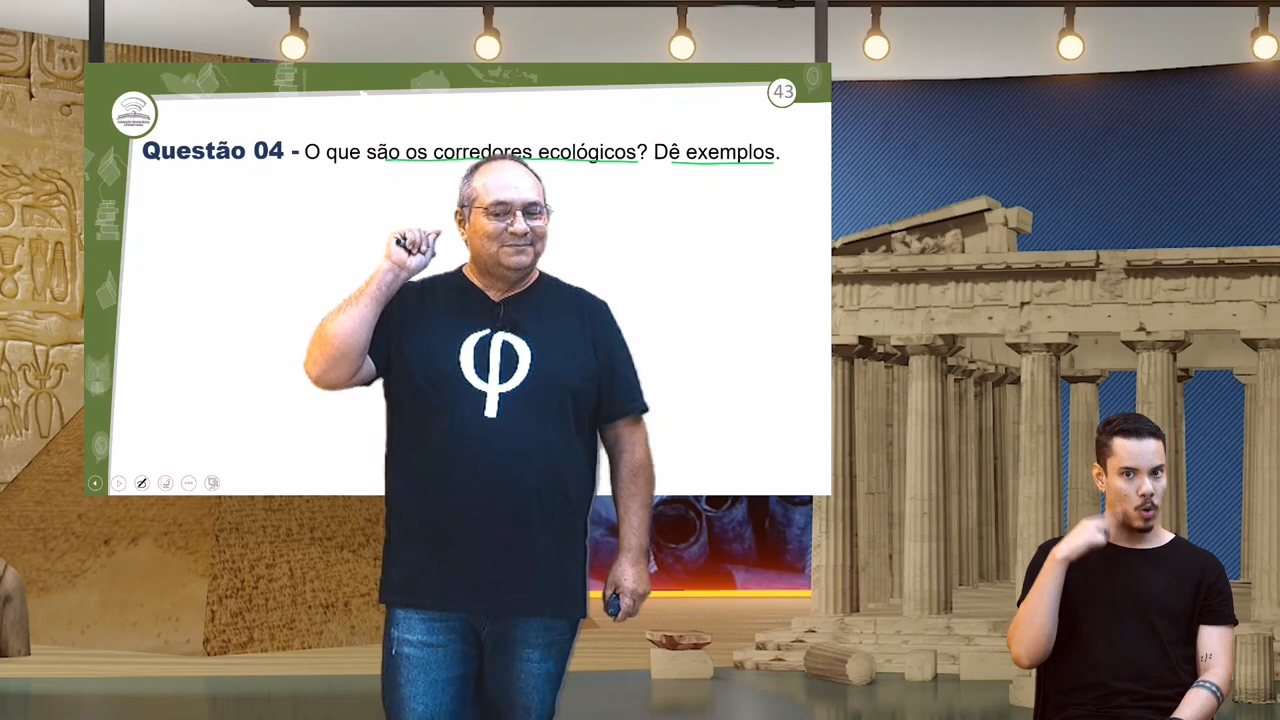 43
Questão 04 - O que são os corredores ecológicos? Dê exemplos.
φ